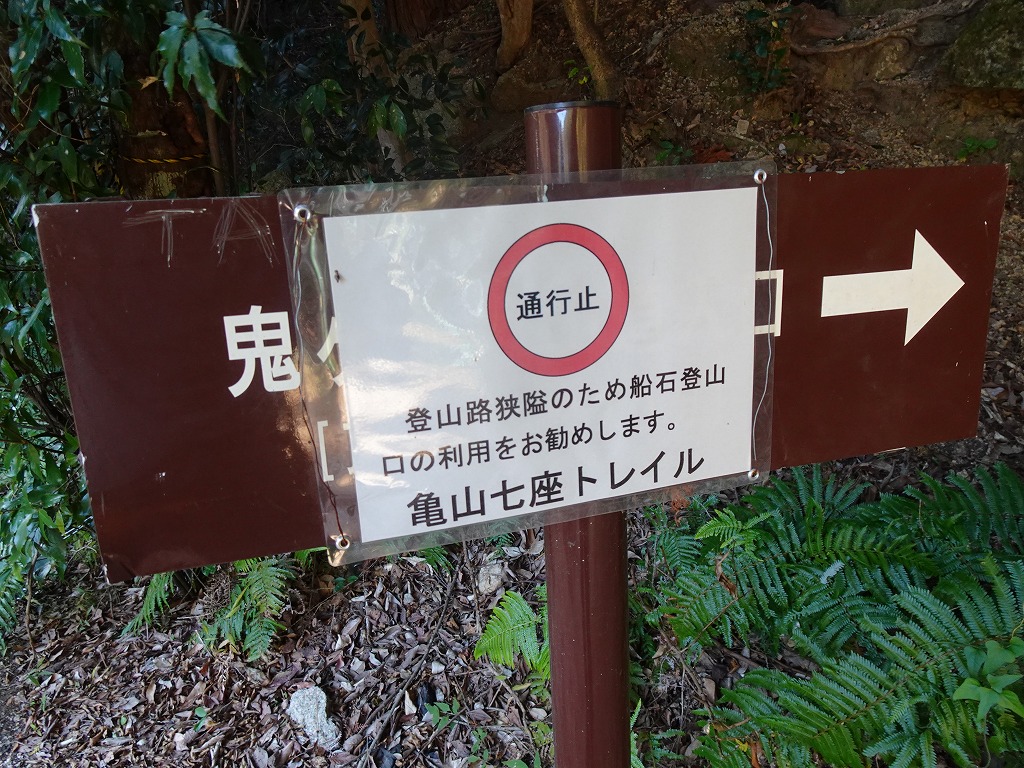 鬼
通行止
登山路狭隘のため船石登山
口の利用をお勧めします。
亀山七座トレイル